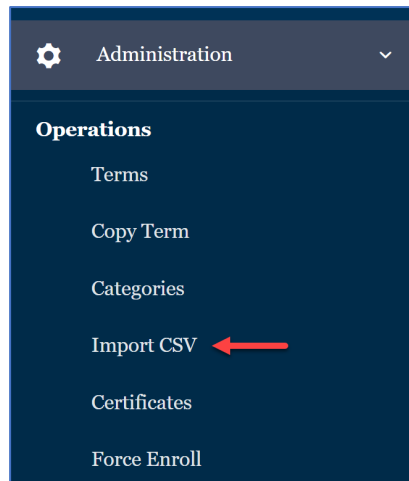 Administration
Operations
Terms
Copy Term
Categories
Import CSV
Certificates
Force Enroll